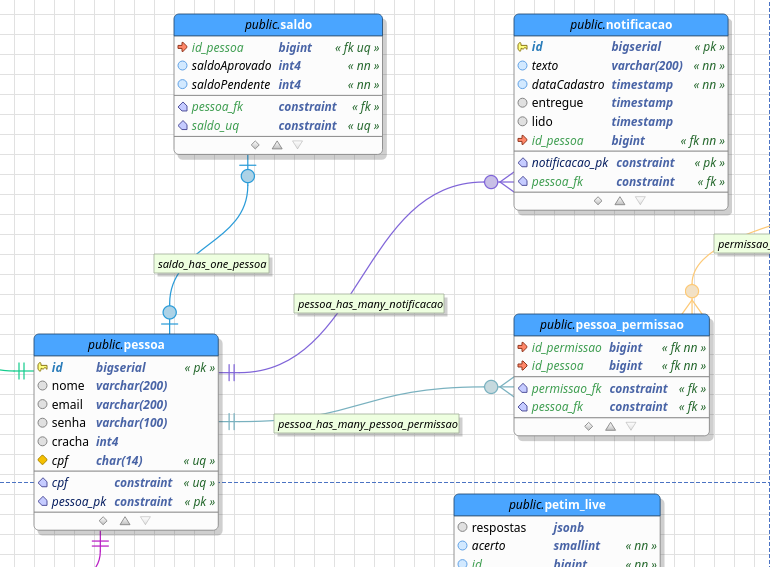 public.saldo
id_pessoa bigint « fk uq »
saldoAprovado int4 « nn »
saldoPendente int4 « nn »
pessoa_fk constraint « fk »
saldo_uq constraint « uq »
public.notificacao
id bigserial « pk »
texto varchar(200) « nn »
dataCadastro timestamp « nn »
entregue timestamp
lido timestamp
id_pessoa bigint « fk nn »
notificacao_pk constraint « pk »
pessoa_fk constraint « fk »
permissao_
saldo_has_one_pessoa
pessoa_has_many_notificacao
public.pessoa
id bigserial « pk »
nome varchar(200)
email varchar(200)
senha varchar(100)
cracha int4
cpf char(14) « uq »
cpf constraint « uq »
pessoa_pk constraint « pk »
public.pessoa_permissao
id_permissao bigint « fk nn »
id_pessoa bigint « fk nn »
permissao_fk constraint « fk »
pessoa_fk constraint « fk »
pessoa_has_many_pessoa_permissao
public.petim_live
respostas jsonb
acerto smallint « nn »
id bigint « nn »